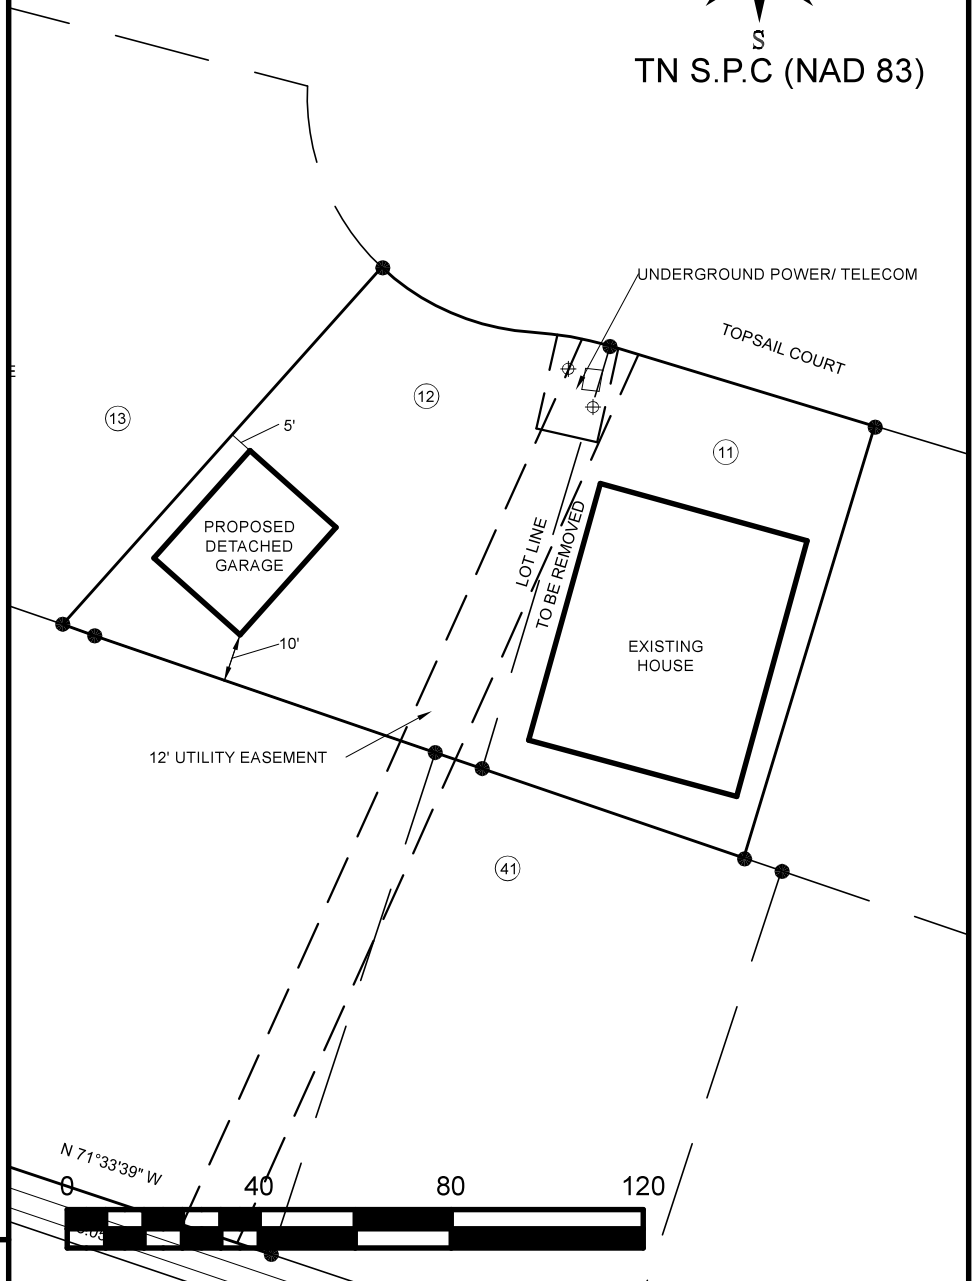 S
TN S.P.C (NAD 83)
UNDERGROUND POWER/ TELECOM
TOPSAIL COURT
E
13
12
11
5'
PROPOSED
DETACHED
GARAGE
LOT LINE
TO BE REMOVED
10'
EXISTING
HOUSE
12' UTILITY EASEMENT
41
N 71°33'39" W
0 40 80 120